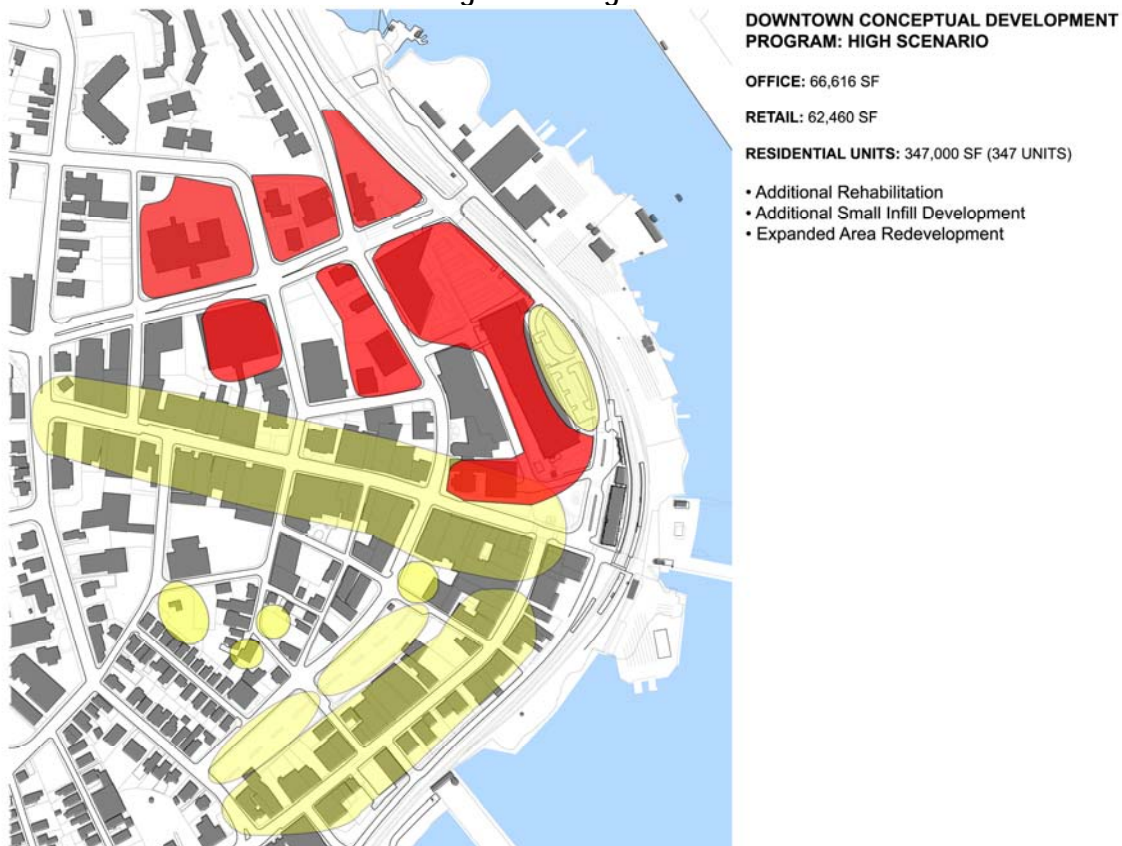 DOWNTOWN CONCEPTUAL DEVELOPMENT
PROGRAM: HIGH SCENARIO
OFFICE: 66,616 SF
RETAIL: 62,460 SF
RESIDENTIAL UNITS: 347,000 SF (347 UNITS)
• Additional Rehabilitation
• Additional Small Infill Development
• Expanded Area Redevelopment